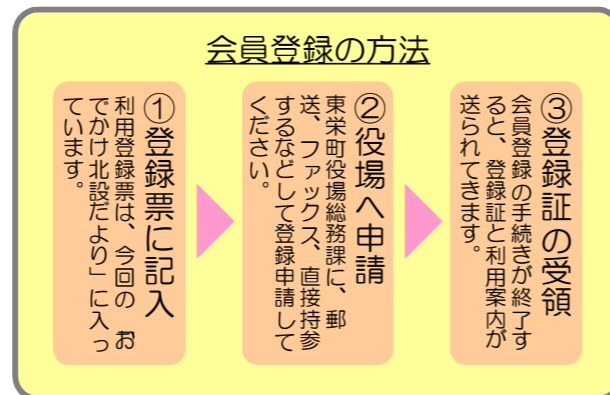 会員登録の方法
①登録票に記入
利用登録票は、今回の お
でかけ北設だより」に入っ
ています。
②役場へ申請
東栄町役場総務課に、郵
送、ファックス、直接持参
するなどして登録申請して
ください。
③登録証の受領
会員登録の手続きが終了す
ると、登録証と利用案内が
送られてきます。